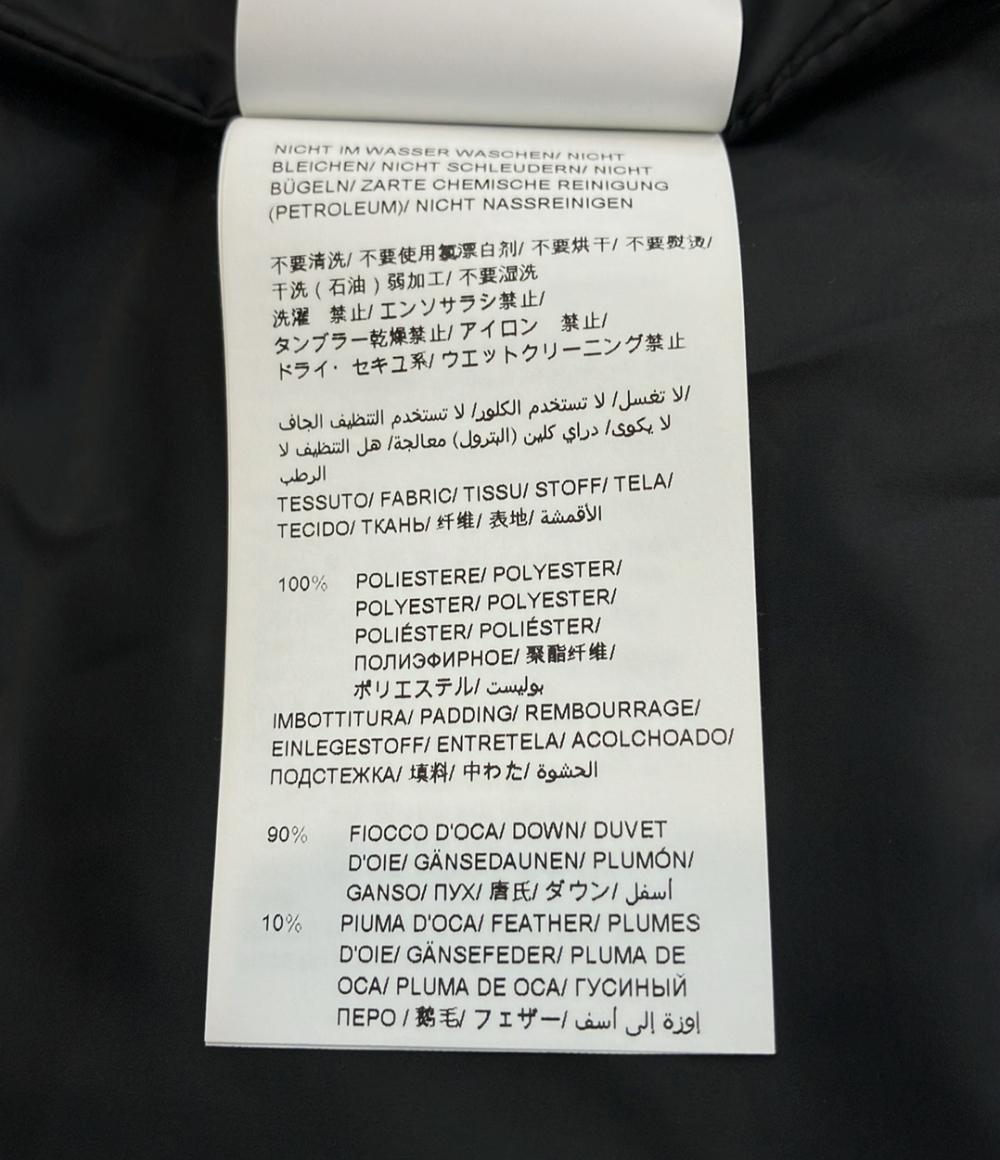 NICHT IM WASSER WASCHEN/ NICHT
BLEICHEN/ NICHT SCHLEUDERN/ NICHT
BÜGELN/ ZARTE CHEMISCHE REINIGUNG
(PETROLEUM)/ NICHT NASSREINIGEN
不要清洗/ 不要使用氯漂白剂/ 不要烘干/ 不要熨烫/
干洗 ( 石油 ) 弱加工/ 不要湿洗
洗濯　禁止/ エンソサラシ禁止/
タンブラー乾燥禁止/ アイロン　禁止/
ドライ・ セキユ系/ ウエットクリーニング禁止
لا تغسل/ لا تستخدم الكلور/ لا تستخدم التنظيف الجاف/
لا يكوى/ دراي كلين (البترول) معالجة/ هل التنظيف لا
الرطب
TESSUTO/ FABRIC/ TISSU/ STOFF/ TELA/
TECIDO/ ТКАНЬ/ 纤维/ 表地/ الأقمشة
100% POLIESTERE/ POLYESTER/
POLYESTER/ POLYESTER/
POLIÉSTER/ POLIÉSTER/
ПОЛИЭФИРНОЕ/ 聚酯纤维/
ポリエステル/ بوليست
IMBOTTITURA/ PADDING/ REMBOURRAGE/
EINLEGESTOFF/ ENTRETELA/ ACOLCHOADO/
ПОДСТЕЖКА/ 填料/ 中わた/ الحشوة
90% FIOCCO D'OCA/ DOWN/ DUVET
D'OIE/ GÄNSEDAUNEN/ PLUMÓN/
GANSO/ ПУХ/ 唐氏/ ダウン/ أسفل
10% PIUMA D'OCA/ FEATHER/ PLUMES
D'OIE/ GÄNSEFEDER/ PLUMA DE
OCA/ PLUMA DE OCA/ ГУСИНЫЙ
ПЕРО / 鹅毛/ フェザー/ إوزة إلى أسف